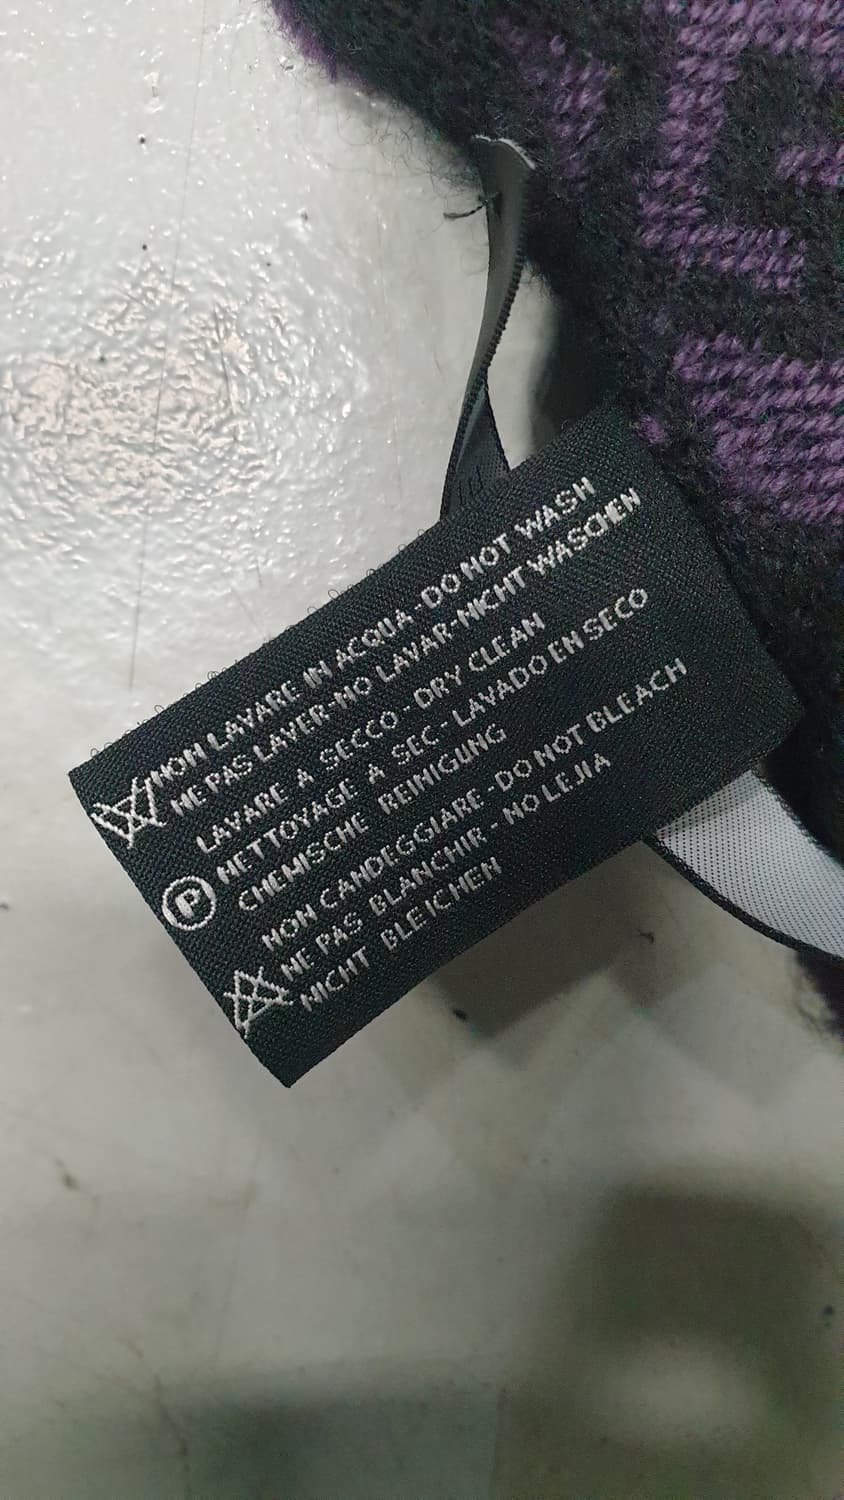 NON LAVARE IN ACQUA - DO NOT WASH
NE PAS LAVER - NO LAVAR - NICHT WASCHEN
LAVARE A SECCO - DRY CLEAN
NETTOYAGE A SEC - LAVADO EN SECO
CHEMISCHE REINIGUNG
P
NON CANDEGGIARE - DO NOT BLEACH
NE PAS BLANCHIR - NO LEJIA
NICHT BLEICHEN